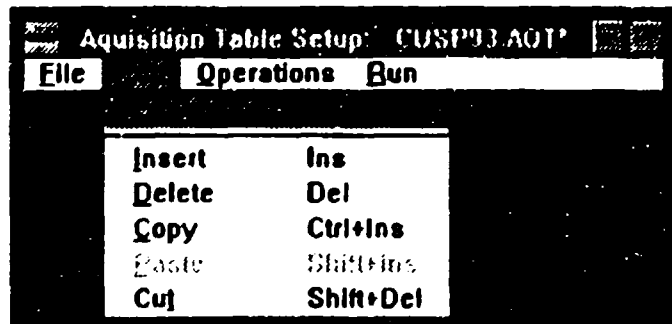 Aquisition Table Setup: CUSP93.AQT*
File Operations Run
Insert Ins
Delete Del
Copy Ctrl+Ins
Paste Shift+Ins
Cut Shift+Del